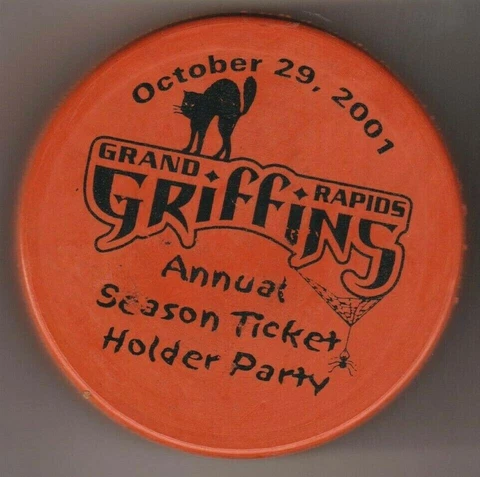 October 29, 2001
GRAND RAPIDS
GRiffiNS
Annual
Season Ticket
Holder Party